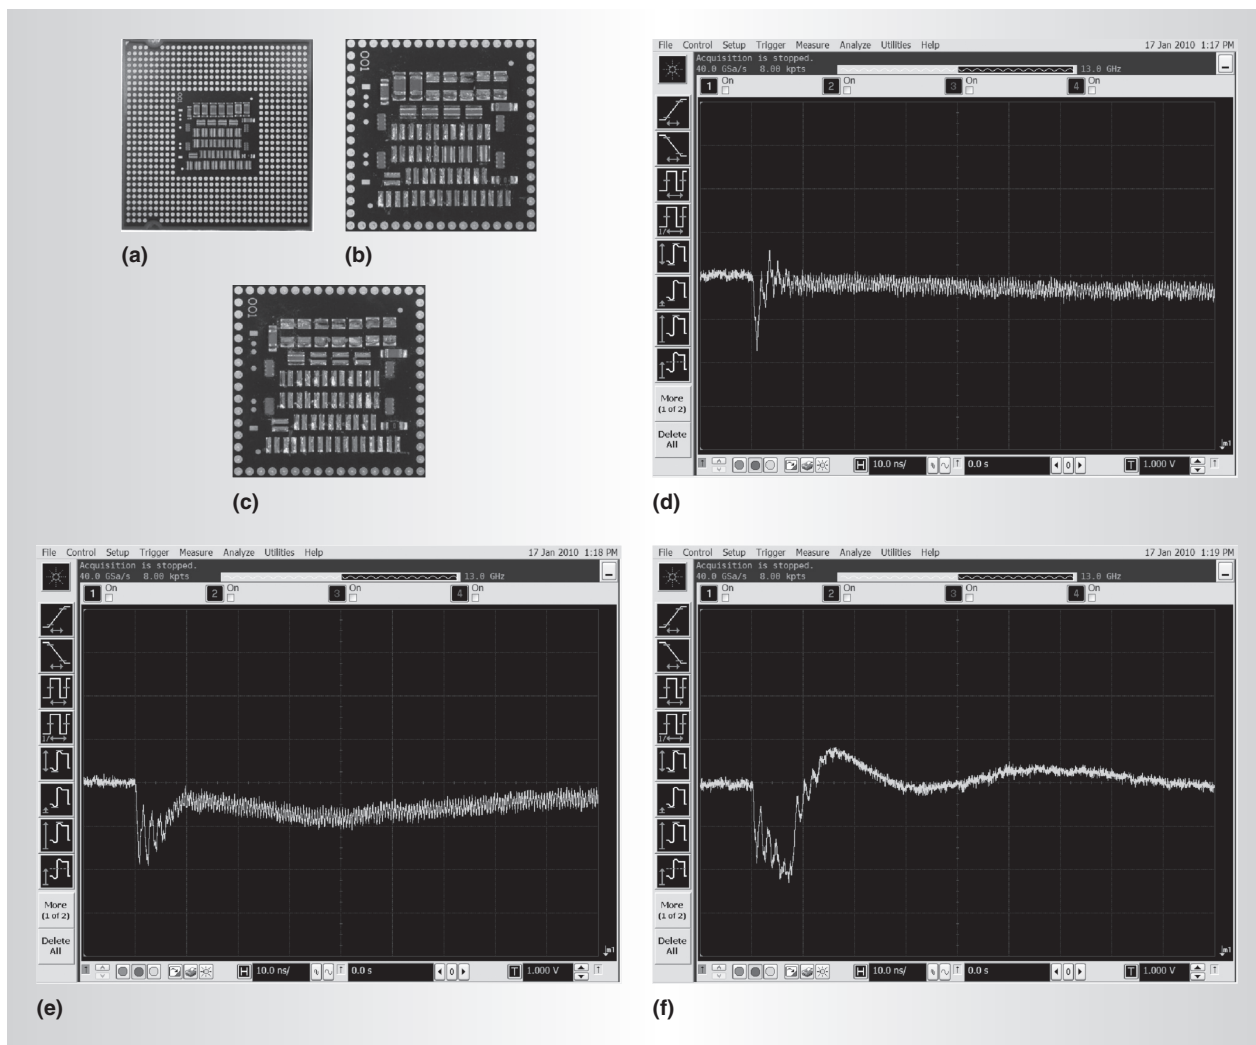 001
001
(a)
(b)
001
(c)
File Control Setup Trigger Measure Analyze Utilities Help 17 Jan 2010 1:17 PM
Acquisition is stopped.
40.0 GSa/s 8.00 kpts 13.0 GHz
1 On 2 On 3 On 4 On
More
(1 of 2)
Delete
All
H 10.0 ns/ 0.0 s 0 T 1.000 V
(d)
File Control Setup Trigger Measure Analyze Utilities Help 17 Jan 2010 1:18 PM
Acquisition is stopped.
40.0 GSa/s 8.00 kpts 13.0 GHz
1 On 2 On 3 On 4 On
More
(1 of 2)
Delete
All
H 10.0 ns/ 0.0 s 0 T 1.000 V
(e)
File Control Setup Trigger Measure Analyze Utilities Help 17 Jan 2010 1:19 PM
Acquisition is stopped.
40.0 GSa/s 8.00 kpts 13.0 GHz
1 On 2 On 3 On 4 On
More
(1 of 2)
Delete
All
H 10.0 ns/ 0.0 s 0 T 1.000 V
(f)